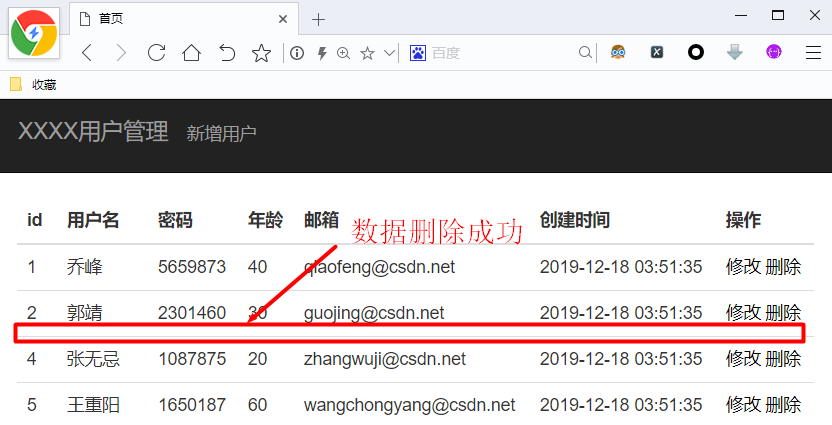 首页
百度
收藏
XXXX用户管理 新增用户
id 用户名 密码 年龄 邮箱 创建时间 操作
数据删除成功
1 乔峰 5659873 40 qiaofeng@csdn.net 2019-12-18 03:51:35 修改 删除
2 郭靖 2301460 30 guojing@csdn.net 2019-12-18 03:51:35 修改 删除
4 张无忌 1087875 20 zhangwuji@csdn.net 2019-12-18 03:51:35 修改 删除
5 王重阳 1650187 60 wangchongyang@csdn.net 2019-12-18 03:51:35 修改 删除